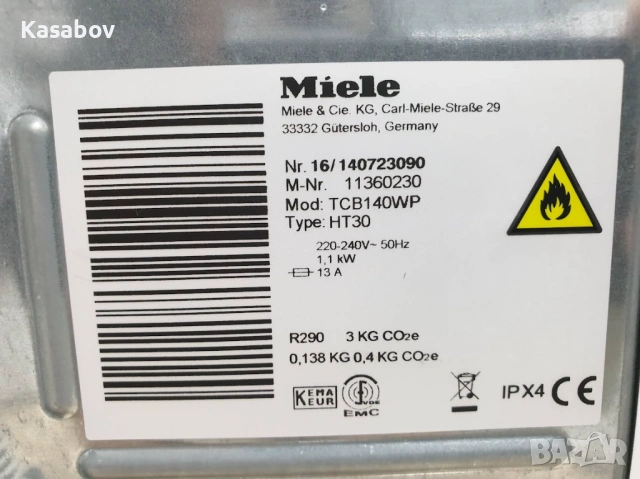 Kasabov
Miele
Miele & Cie. KG, Carl-Miele-Straße 29
33332 Gütersloh, Germany
Nr. 16/140723090
M-Nr. 11360230
Mod: TCB140WP
Type: HT30
220-240V~ 50Hz
1,1 kW
13 A
R290 3 KG CO2e
0,138 KG 0,4 KG CO2e
KEMA
KEUR
VDE
EMC
IPX4 CE
BAZAR